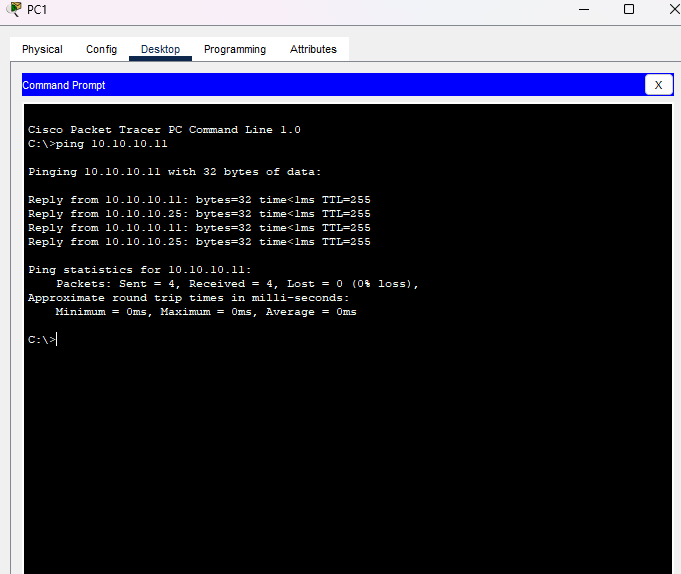 PC1
Physical Config Desktop Programming Attributes
Command Prompt
X
Cisco Packet Tracer PC Command Line 1.0
C:\>ping 10.10.10.11
Pinging 10.10.10.11 with 32 bytes of data:
Reply from 10.10.10.11: bytes=32 time<1ms TTL=255
Reply from 10.10.10.25: bytes=32 time<1ms TTL=255
Reply from 10.10.10.11: bytes=32 time<1ms TTL=255
Reply from 10.10.10.25: bytes=32 time<1ms TTL=255
Ping statistics for 10.10.10.11:
    Packets: Sent = 4, Received = 4, Lost = 0 (0% loss),
Approximate round trip times in milli-seconds:
    Minimum = 0ms, Maximum = 0ms, Average = 0ms
C:\>